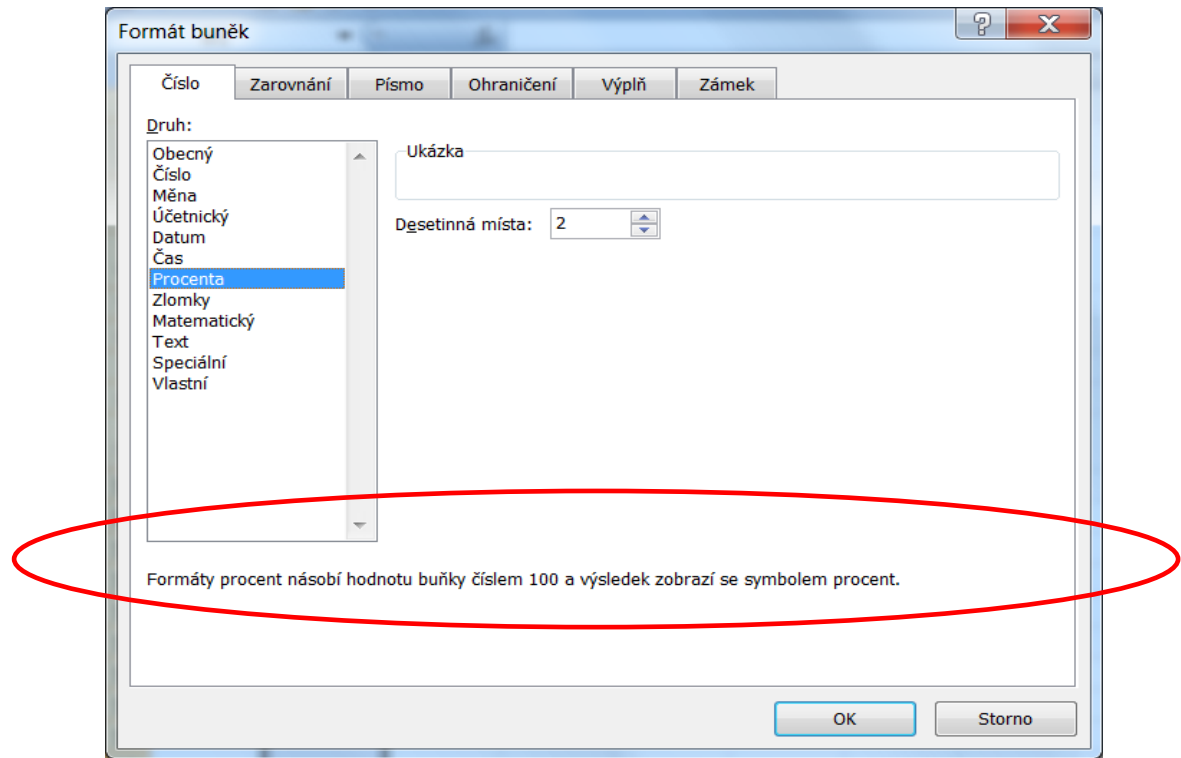 Formát buněk
Číslo Zarovnání Písmo Ohraničení Výplň Zámek
Druh:
Obecný
Číslo
Měna
Účetnický
Datum
Čas
Procenta
Zlomky
Matematický
Text
Speciální
Vlastní
Ukázka
Desetinná místa: 2
Formáty procent násobí hodnotu buňky číslem 100 a výsledek zobrazí se symbolem procent.
OK Storno